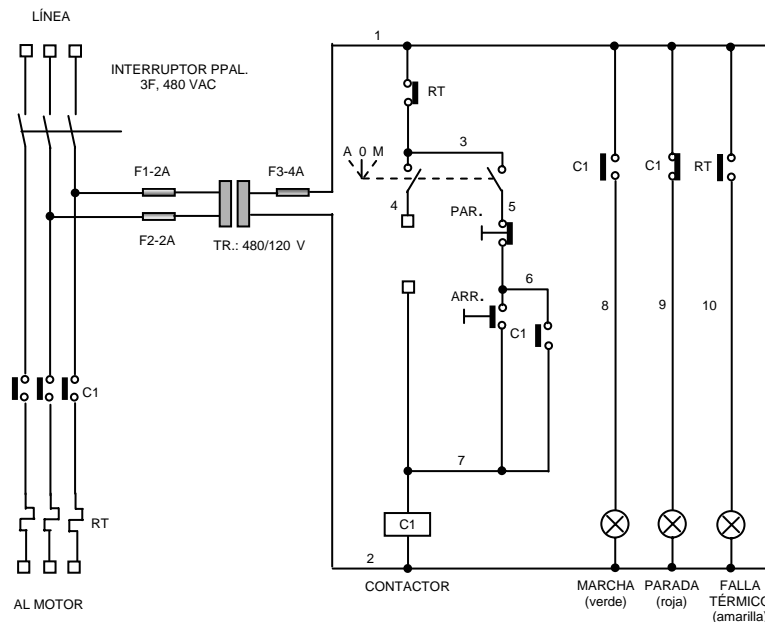 LÍNEA
INTERRUPTOR PPAL.
3F, 480 VAC
1
RT
A 0 M
3
F1-2A
F3-4A
C1
C1
RT
4
5
PAR.
F2-2A
TR.: 480/120 V
6
ARR.
C1
8
9
10
C1
7
RT
C1
2
CONTACTOR
MARCHA
(verde)
PARADA
(roja)
FALLA
TÉRMICO
(amarilla)
AL MOTOR